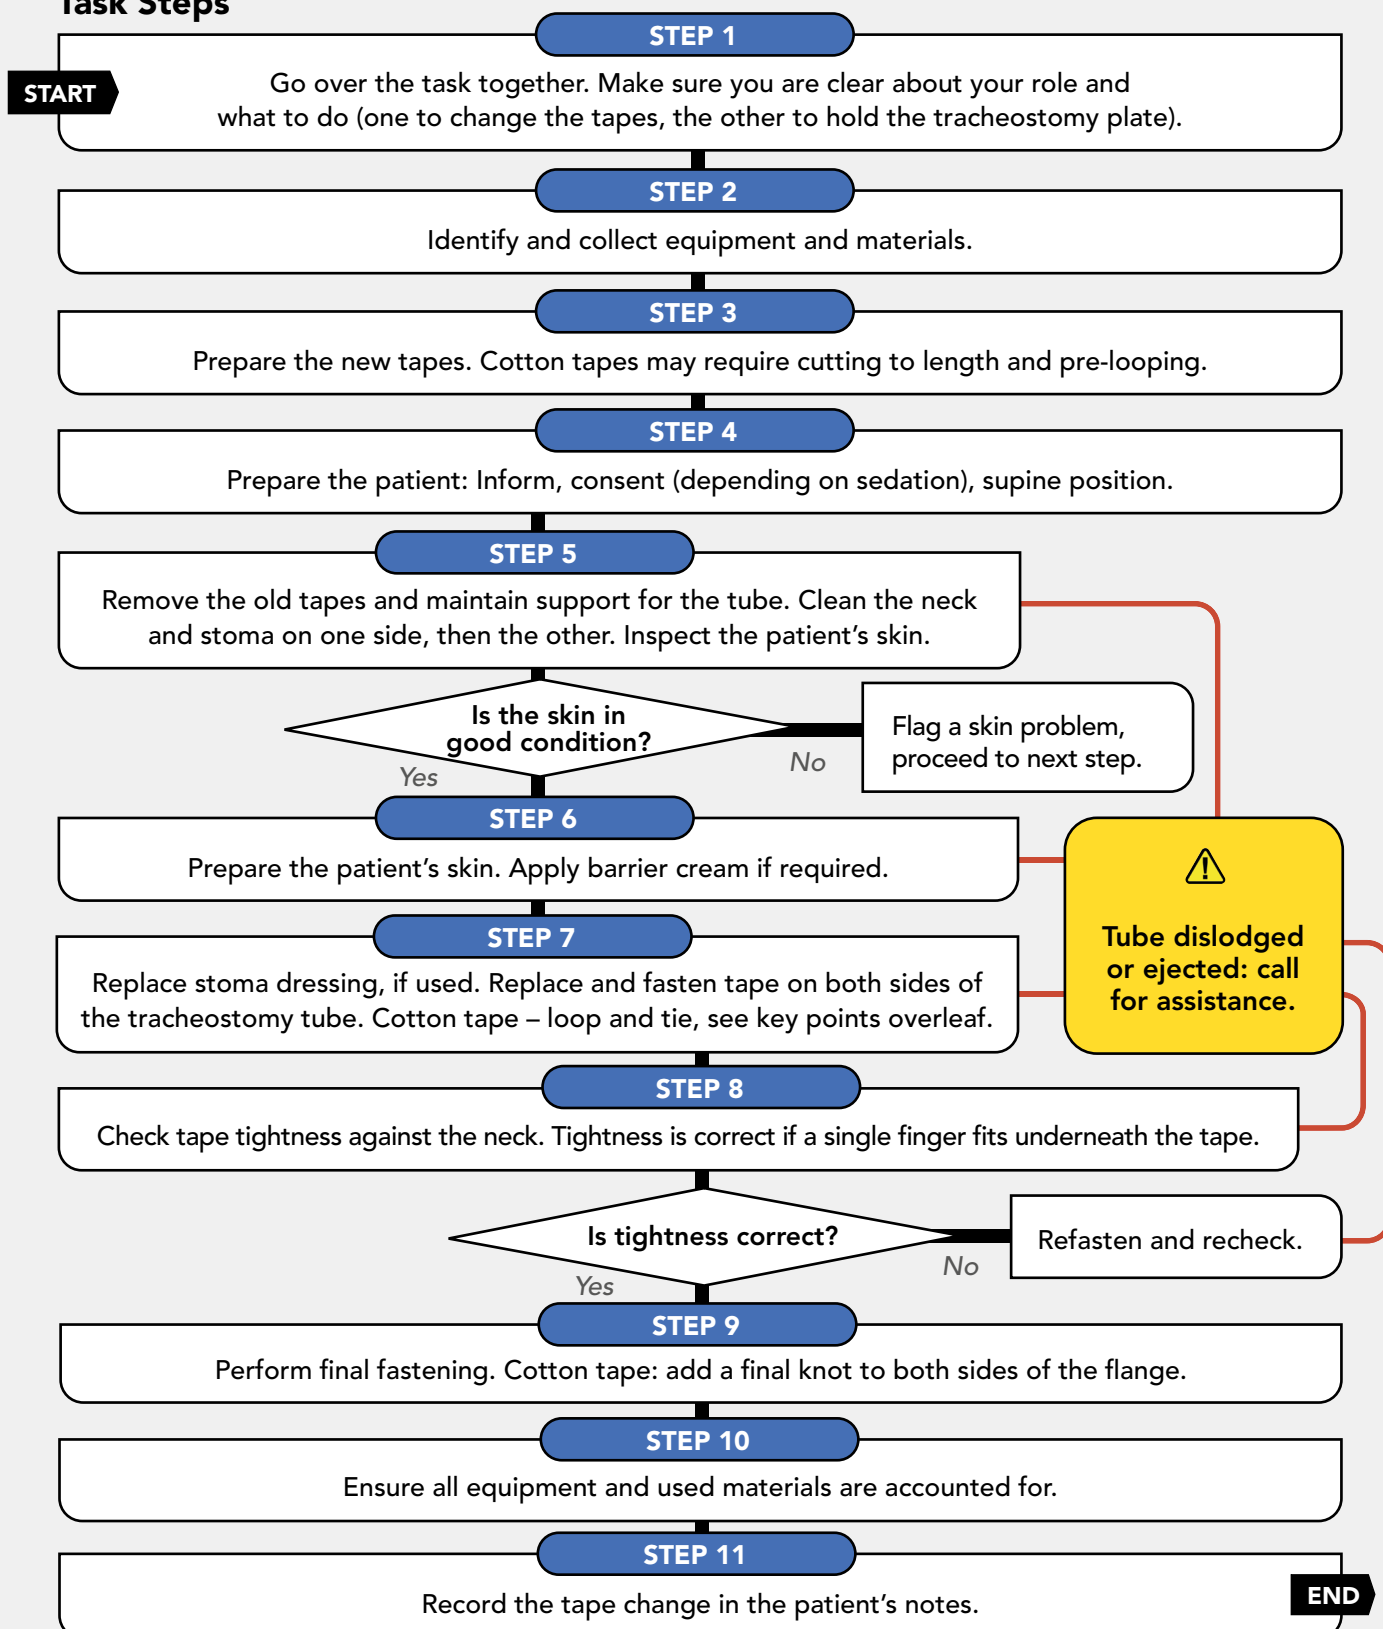 Task Steps
STEP 1
START
Go over the task together. Make sure you are clear about your role and
what to do (one to change the tapes, the other to hold the tracheostomy plate).
STEP 2
Identify and collect equipment and materials.
STEP 3
Prepare the new tapes. Cotton tapes may require cutting to length and pre-looping.
STEP 4
Prepare the patient: Inform, consent (depending on sedation), supine position.
STEP 5
Remove the old tapes and maintain support for the tube. Clean the neck
and stoma on one side, then the other. Inspect the patient’s skin.
Is the skin in
good condition?
Yes
No
Flag a skin problem,
proceed to next step.
STEP 6
Prepare the patient’s skin. Apply barrier cream if required.
Tube dislodged
or ejected: call
for assistance.
STEP 7
Replace stoma dressing, if used. Replace and fasten tape on both sides of
the tracheostomy tube. Cotton tape – loop and tie, see key points overleaf.
STEP 8
Check tape tightness against the neck. Tightness is correct if a single finger fits underneath the tape.
Is tightness correct?
Yes
No
Refasten and recheck.
STEP 9
Perform final fastening. Cotton tape: add a final knot to both sides of the flange.
STEP 10
Ensure all equipment and used materials are accounted for.
STEP 11
Record the tape change in the patient’s notes.
END